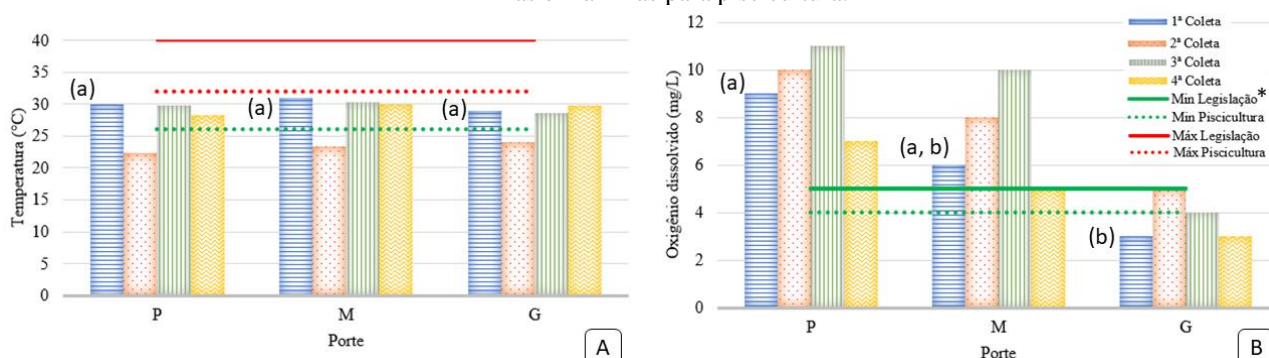 40
35
30
25
20
15
10
5
0
Temperatura (°C)
(a)
(a)
(a)
P
M
G
Porte
A
12
10
8
6
4
2
0
Oxigênio dissolvido (mg/L)
(a)
(a, b)
(b)
P
M
G
Porte
B
1ª Coleta
2ª Coleta
3ª Coleta
4ª Coleta
Min Legislação*
Min Piscicultura
Máx Legislação
Máx Piscicultura